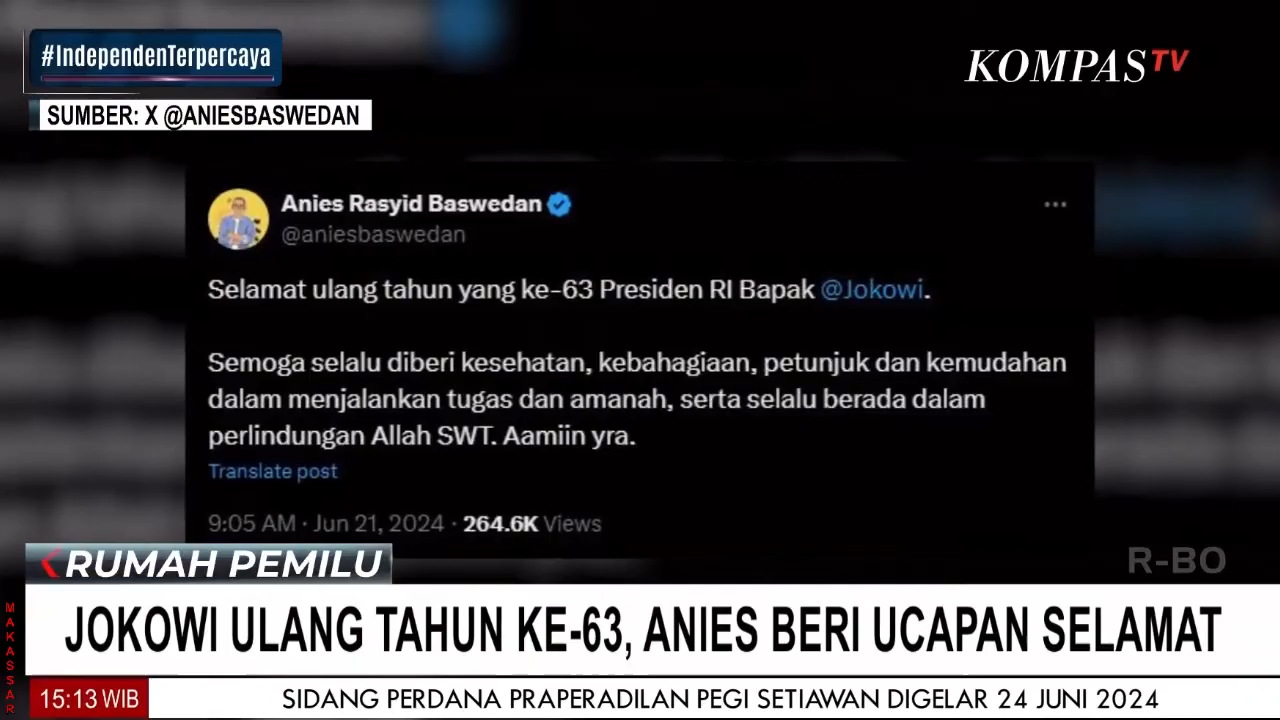 #IndependenTerpercaya
KOMPAS TV
SUMBER: X @ANIESBASWEDAN
Anies Rasyid Baswedan
@aniesbaswedan
Selamat ulang tahun yang ke-63 Presiden RI Bapak @Jokowi.
Semoga selalu diberi kesehatan, kebahagiaan, petunjuk dan kemudahan
dalam menjalankan tugas dan amanah, serta selalu berada dalam
perlindungan Allah SWT. Aamiin yra.
Translate post
9:05 AM · Jun 21, 2024 · 264.6K Views
RUMAH PEMILU
R-BO
JOKOWI ULANG TAHUN KE-63, ANIES BERI UCAPAN SELAMAT
MAKASSAR
15:13 WIB
SIDANG PERDANA PRAPERADILAN PEGI SETIAWAN DIGELAR 24 JUNI 2024